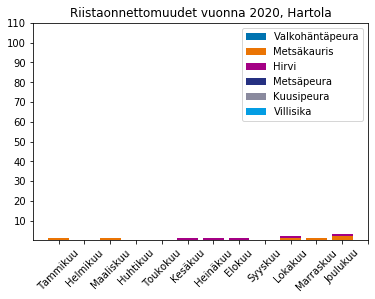 Riistaonnettomuudet vuonna 2020, Hartola
110
100
90
80
70
60
50
40
30
20
10
Valkohäntäpeura
Metsäkauris
Hirvi
Metsäpeura
Kuusipeura
Villisika
Tammikuu
Helmikuu
Maaliskuu
Huhtikuu
Toukokuu
Kesäkuu
Heinäkuu
Elokuu
Syyskuu
Lokakuu
Marraskuu
Joulukuu